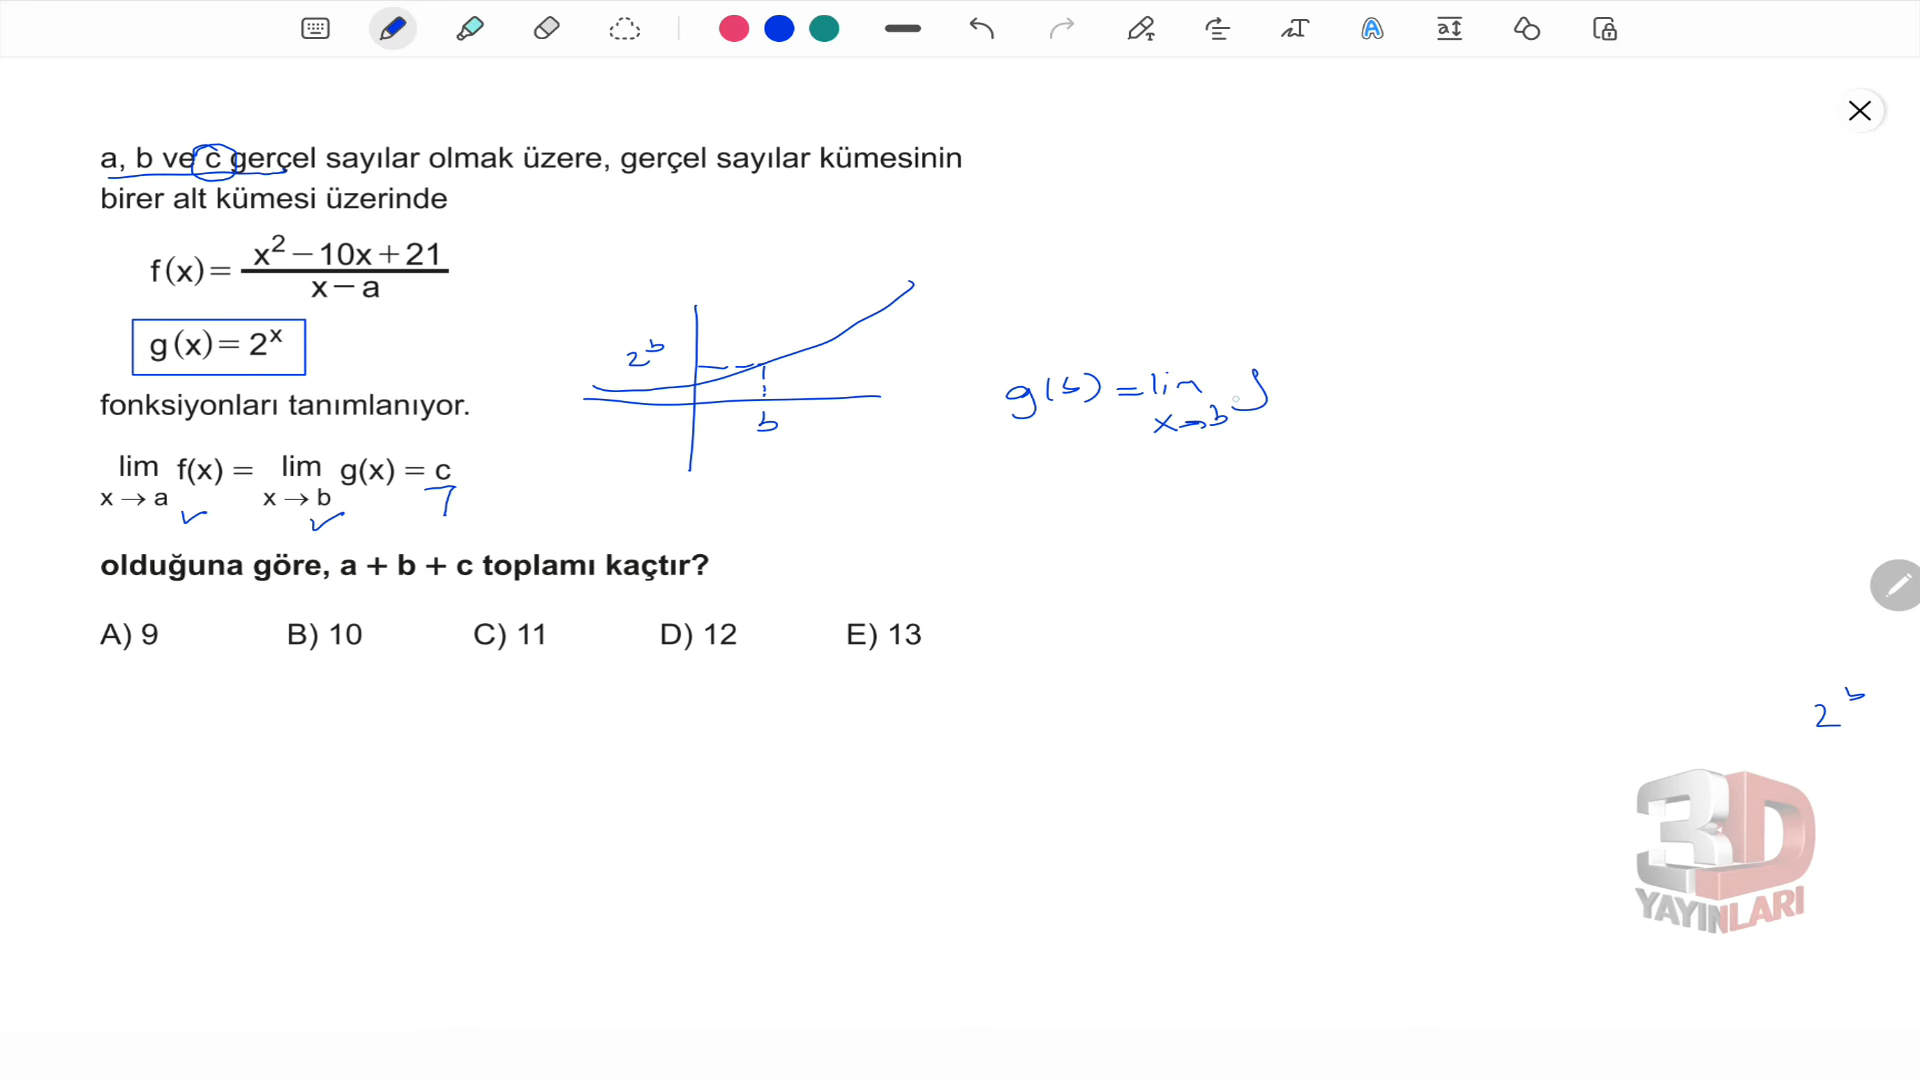 a, b ve c gerçel sayılar olmak üzere, gerçel sayılar kümesinin
birer alt kümesi üzerinde
f(x) = (x² − 10x + 21) / (x − a)
g(x) = 2ˣ
fonksiyonları tanımlanıyor.
lim x → a f(x) = lim x → b g(x) = c
7
olduğuna göre, a + b + c toplamı kaçtır?
A) 9 B) 10 C) 11 D) 12 E) 13
2ᵇ
b
g(b) = lim x → b
2ᵇ
3D
YAYINLARI